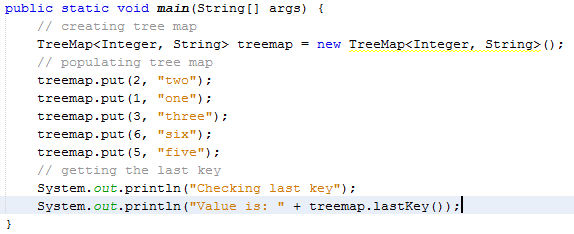 public static void main(String[] args) {
// creating tree map
TreeMap<Integer, String> treemap = new TreeMap<Integer, String>();
// populating tree map
treemap.put(2, "two");
treemap.put(1, "one");
treemap.put(3, "three");
treemap.put(6, "six");
treemap.put(5, "five");
// getting the last key
System.out.println("Checking last key");
System.out.println("Value is: " + treemap.lastKey());
}